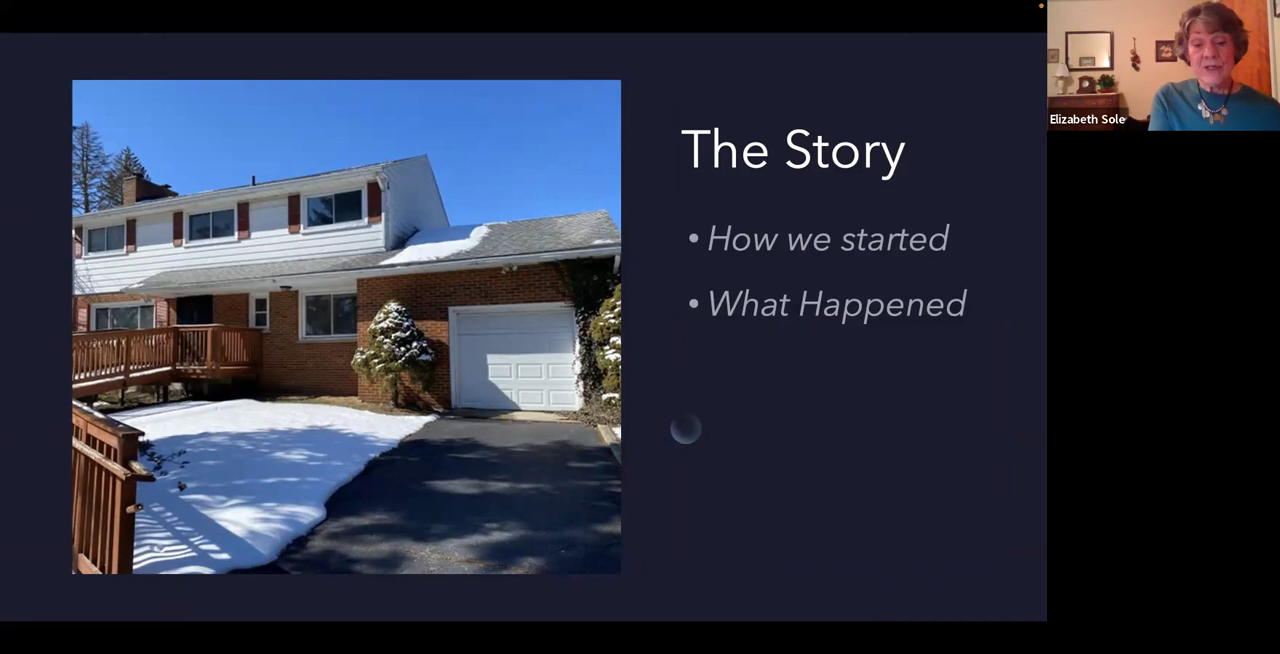 The Story
• How we started
• What Happened
Elizabeth Sole